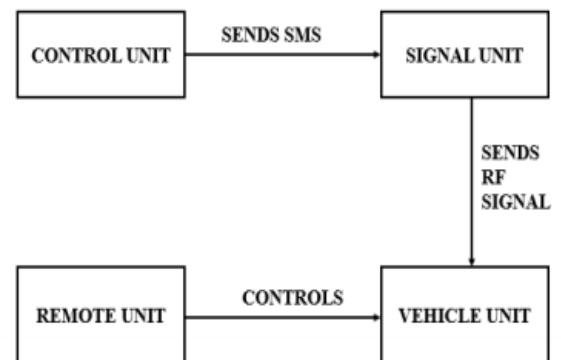 CONTROL UNIT
SENDS SMS
SIGNAL UNIT
SENDS
RF
SIGNAL
REMOTE UNIT
CONTROLS
VEHICLE UNIT